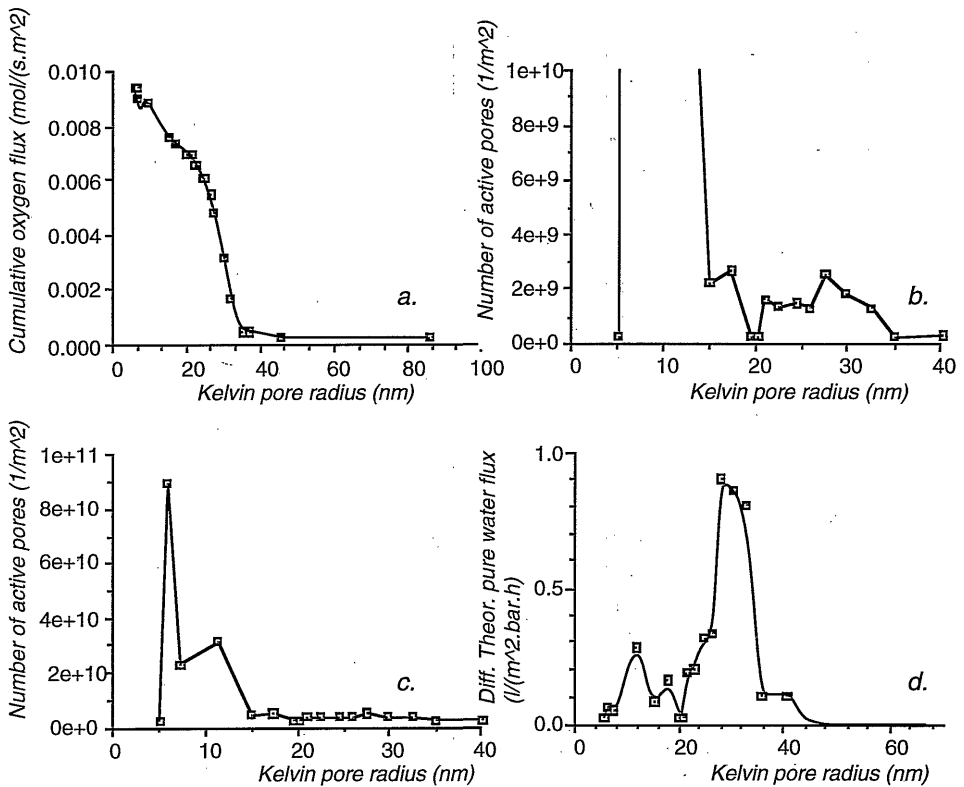 Cumulative oxygen flux (mol/(s.m^2)
0.010
0.008
0.006
0.004
0.002
0.000
a.
0 20 40 60 80 100
Kelvin pore radius (nm)
Number of active pores (1/m^2)
1e+10
8e+9
6e+9
4e+9
2e+9
0e+0
b.
0 10 20 30 40
Kelvin pore radius (nm)
Number of active pores (1/m^2)
1e+11
8e+10
6e+10
4e+10
2e+10
0e+0
c.
0 10 20 30 40
Kelvin pore radius (nm)
Diff. Theor. pure water flux
(l/(m^2.bar.h)
1.0
0.5
0.0
d.
0 20 40 60
Kelvin pore radius (nm)